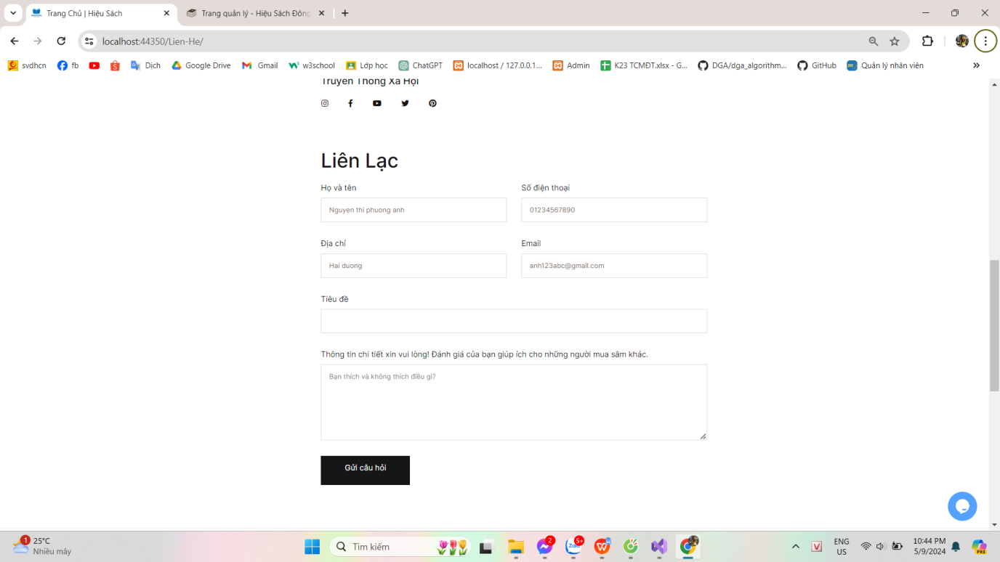 Trang Chủ | Hiệu Sách
Trang quản lý - Hiệu Sách Đông
localhost:44350/Lien-He/
svdhcn
fb
Dịch
Google Drive
Gmail
w3school
Lớp học
ChatGPT
localhost / 127.0.0.1...
Admin
K23 TCMĐT.xlsx - G...
DGA/dga_algorithm...
GitHub
Quản lý nhân viên
Truyền Thông Xã Hội
Liên Lạc
Họ và tên
Số điện thoại
Nguyen thi phuong anh
01234567890
Địa chỉ
Email
Hai duong
anh123abc@gmail.com
Tiêu đề
Thông tin chi tiết xin vui lòng! Đánh giá của bạn giúp ích cho những người mua sắm khác.
Bạn thích và không thích điều gì?
Gửi câu hỏi
1
25°C
Nhiều mây
Tìm kiếm
2
5+
Zalo
ENG
US
10:44 PM
5/9/2024
PRE